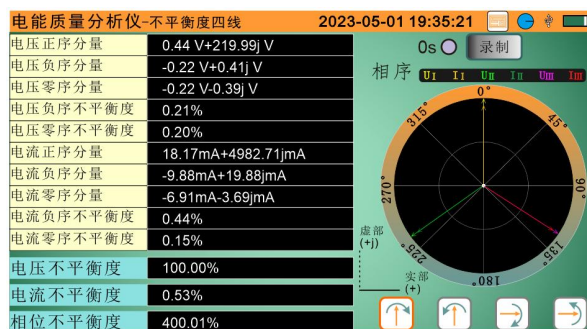 电能质量分析仪-不平衡度四线 2023-05-01 19:35:21
电压正序分量 0.44 V+219.99j V
电压负序分量 -0.22 V+0.41j V
电压零序分量 -0.22 V-0.39j V
电压负序不平衡度 0.21%
电压零序不平衡度 0.20%
电流正序分量 18.17mA+4982.71jmA
电流负序分量 -9.88mA+19.88jmA
电流零序分量 -6.91mA-3.69jmA
电流负序不平衡度 0.44%
电流零序不平衡度 0.15%
电压不平衡度 100.00%
电流不平衡度 0.53%
相位不平衡度 400.01%
0s 录制
相序 UI II UII III UIII IIII
0°
45°
90°
135°
180°
225°
270°
315°
虚部
(+j)
实部
(+)